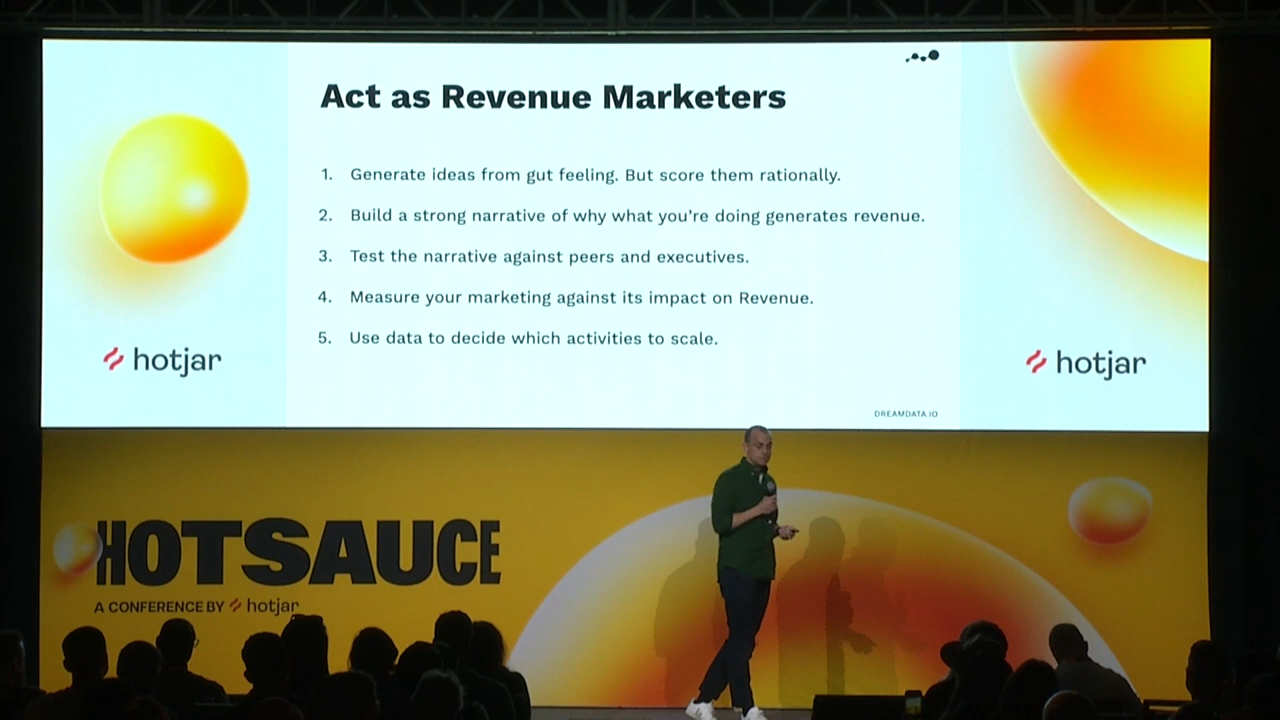 Act as Revenue Marketers
1. Generate ideas from gut feeling. But score them rationally.
2. Build a strong narrative of why what you're doing generates revenue.
3. Test the narrative against peers and executives.
4. Measure your marketing against its impact on Revenue.
5. Use data to decide which activities to scale.
hotjar
hotjar
DREAMDATA.IO
HOTSAUCE
A CONFERENCE BY hotjar